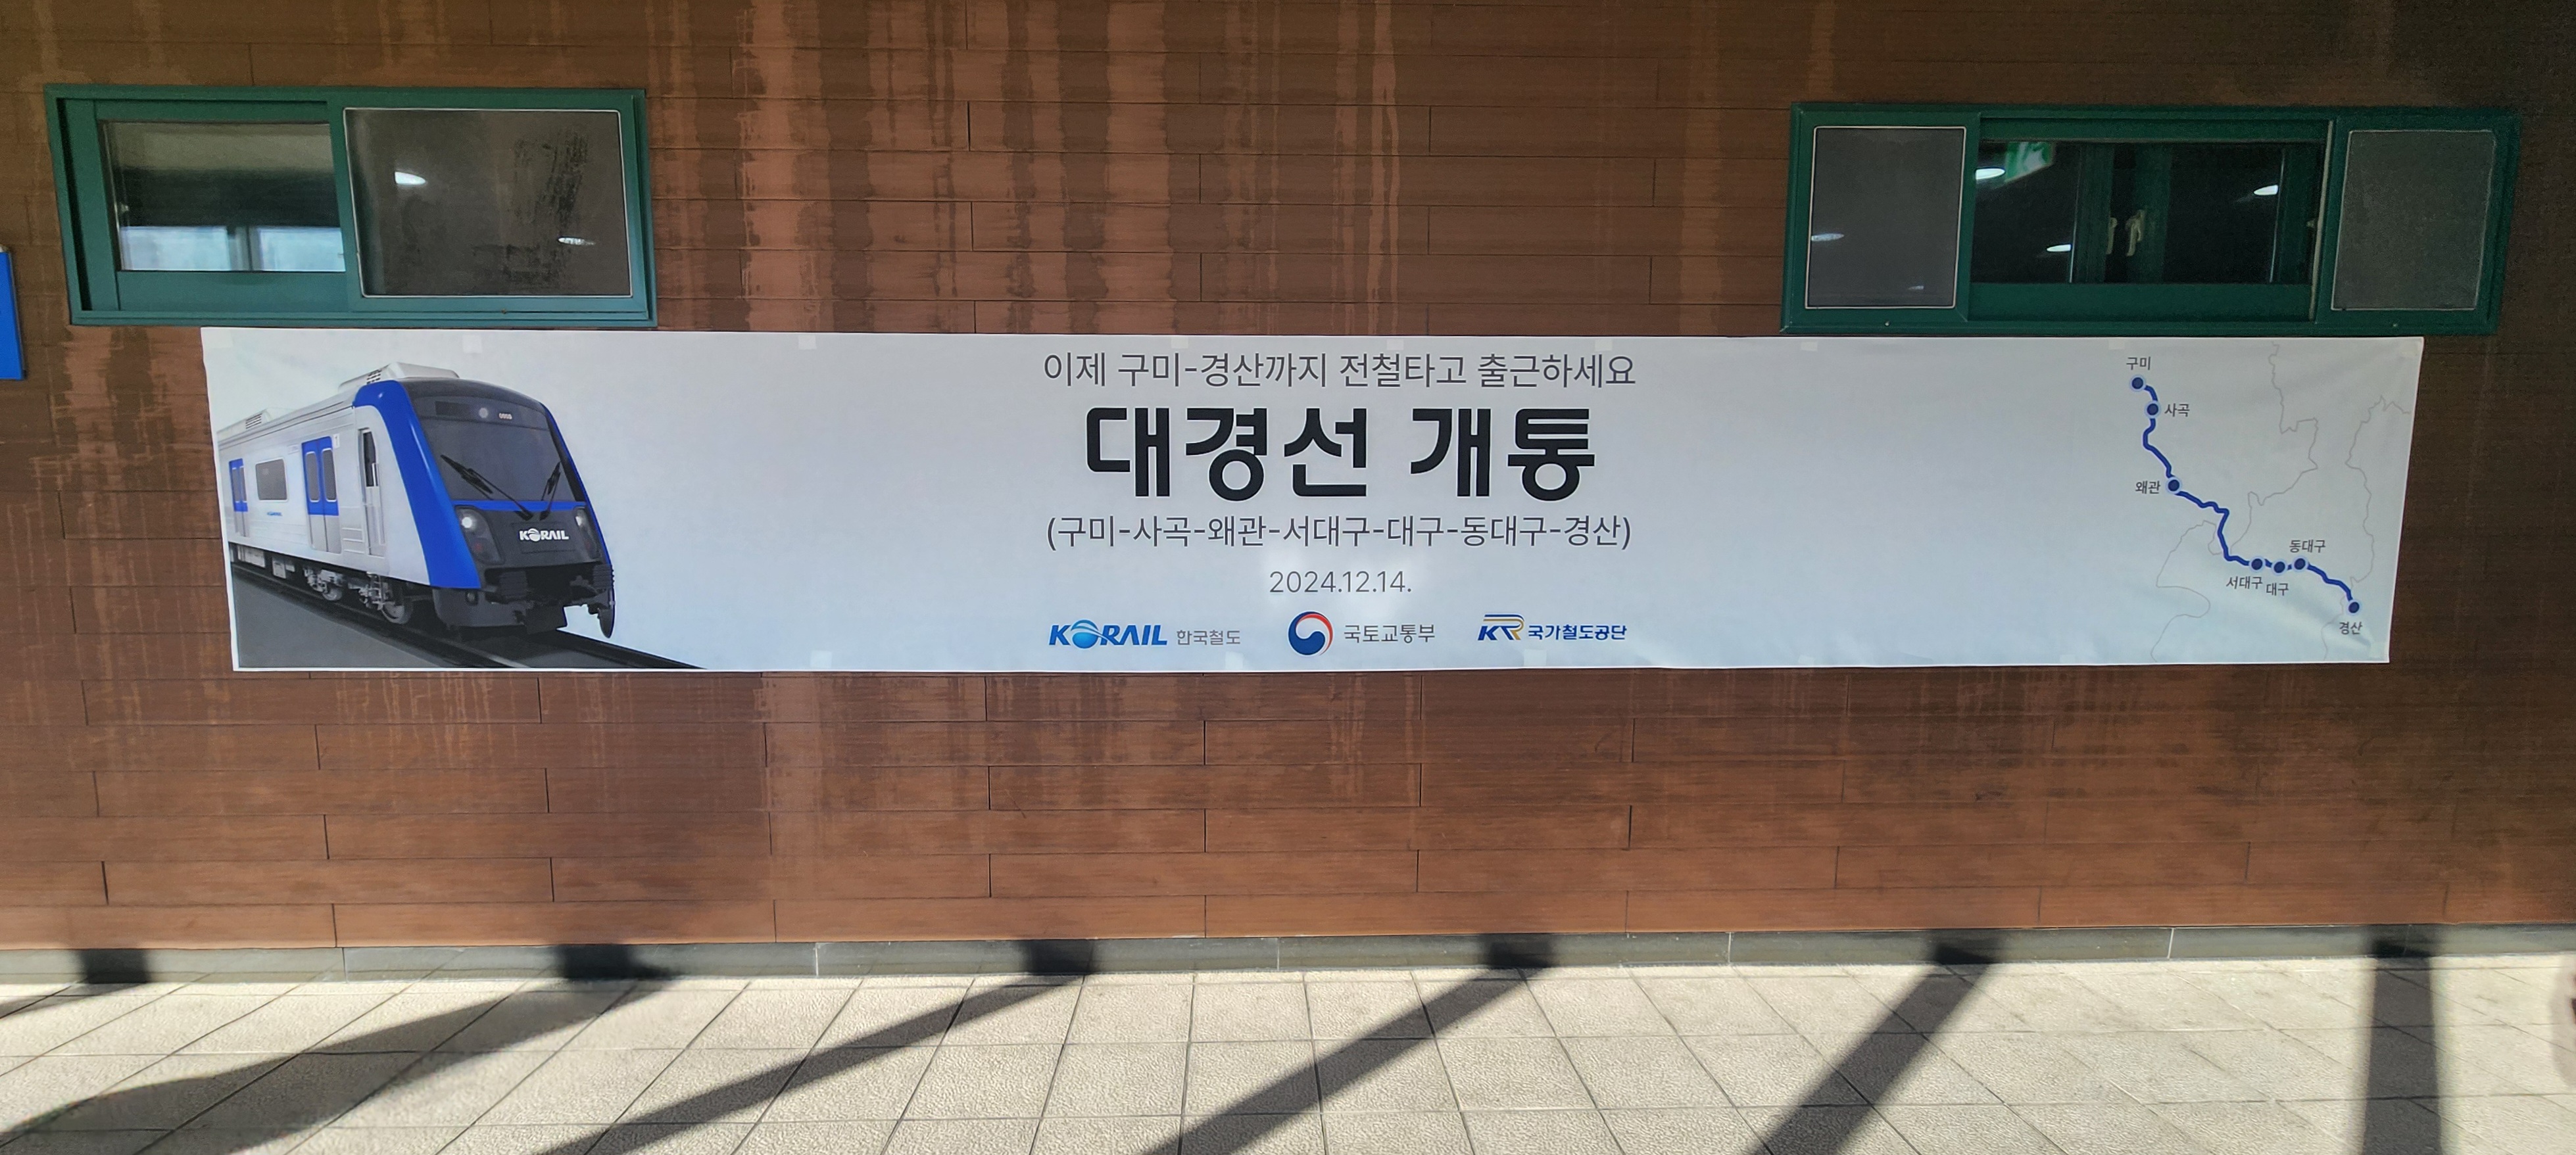 이제 구미-경산까지 전철타고 출근하세요
대경선 개통
(구미-사곡-왜관-서대구-대구-동대구-경산)
2024.12.14.
KORAIL 한국철도
국토교통부
KR 국가철도공단
KORAIL
구미
사곡
왜관
동대구
서대구
대구
경산